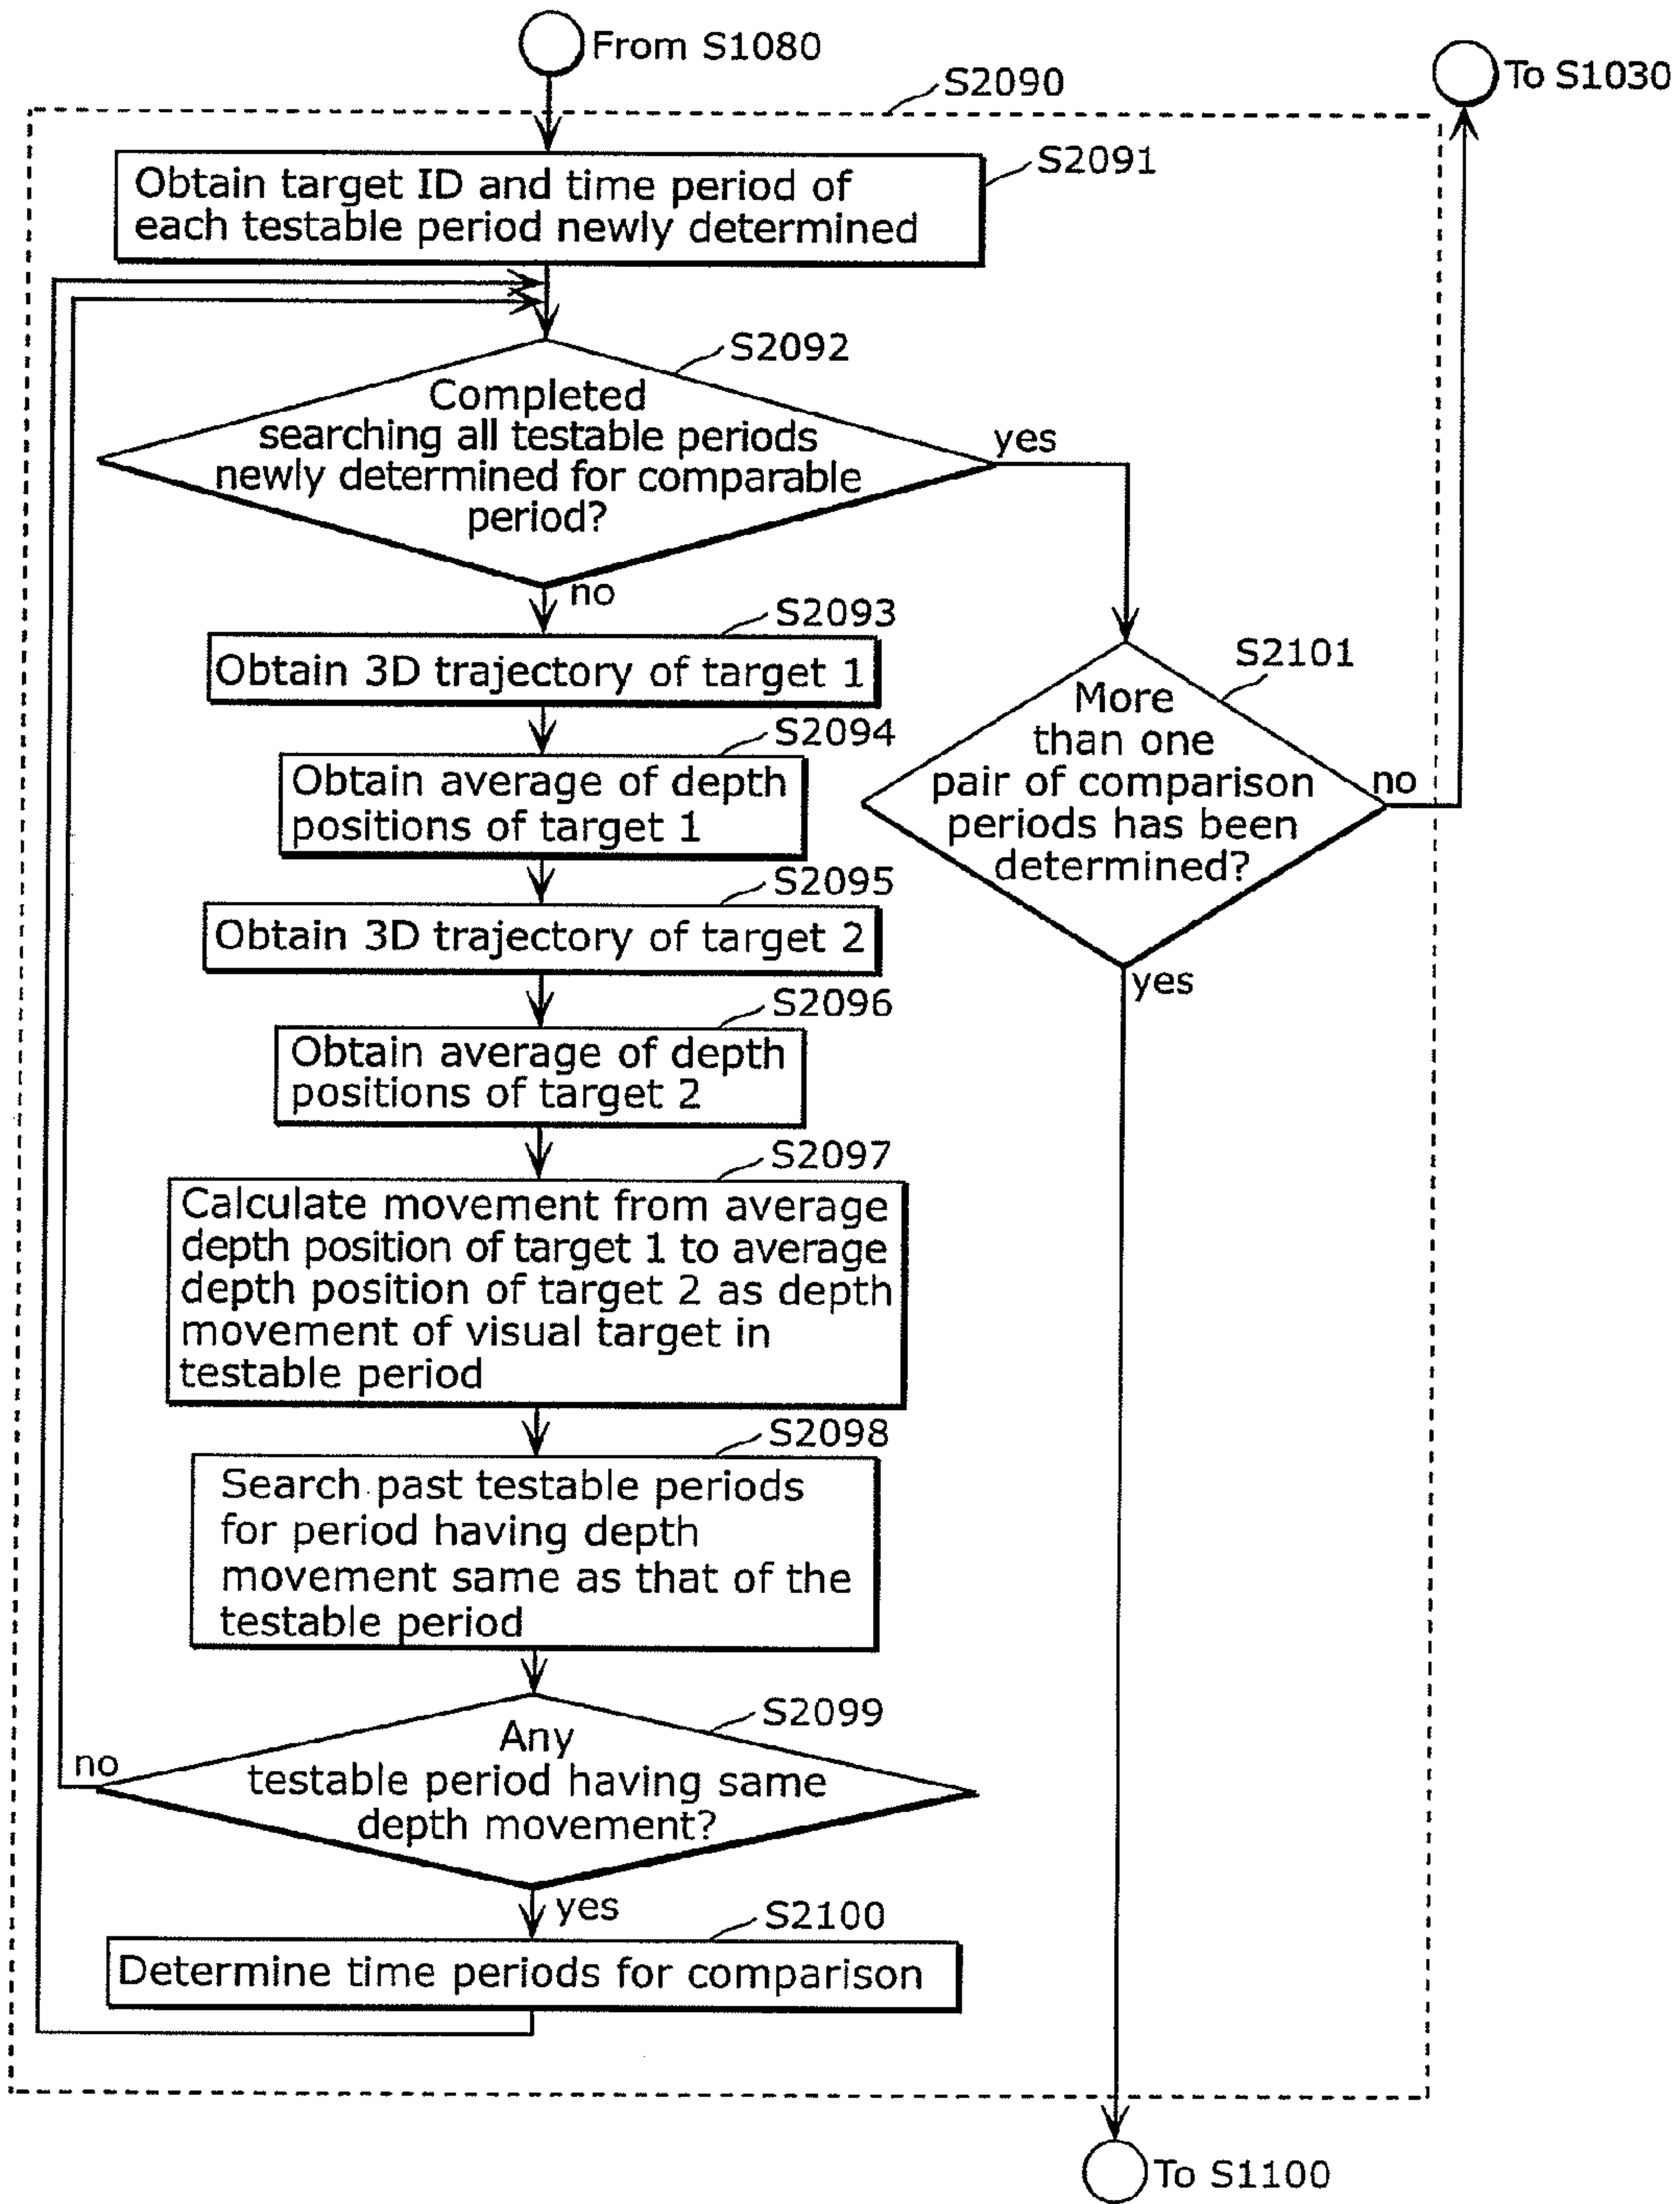 From S1080
To S1030
S2090
S2091
Obtain target ID and time period of
each testable period newly determined
S2092
Completed
searching all testable periods
newly determined for comparable
period?
yes
no
S2093
Obtain 3D trajectory of target 1
S2094
Obtain average of depth
positions of target 1
S2095
Obtain 3D trajectory of target 2
S2096
Obtain average of depth
positions of target 2
S2097
Calculate movement from average
depth position of target 1 to average
depth position of target 2 as depth
movement of visual target in
testable period
S2098
Search past testable periods
for period having depth
movement same as that of the
testable period
S2099
Any
testable period having same
depth movement?
no
yes
S2100
Determine time periods for comparison
S2101
More
than one
pair of comparison
periods has been
determined?
no
yes
To S1100